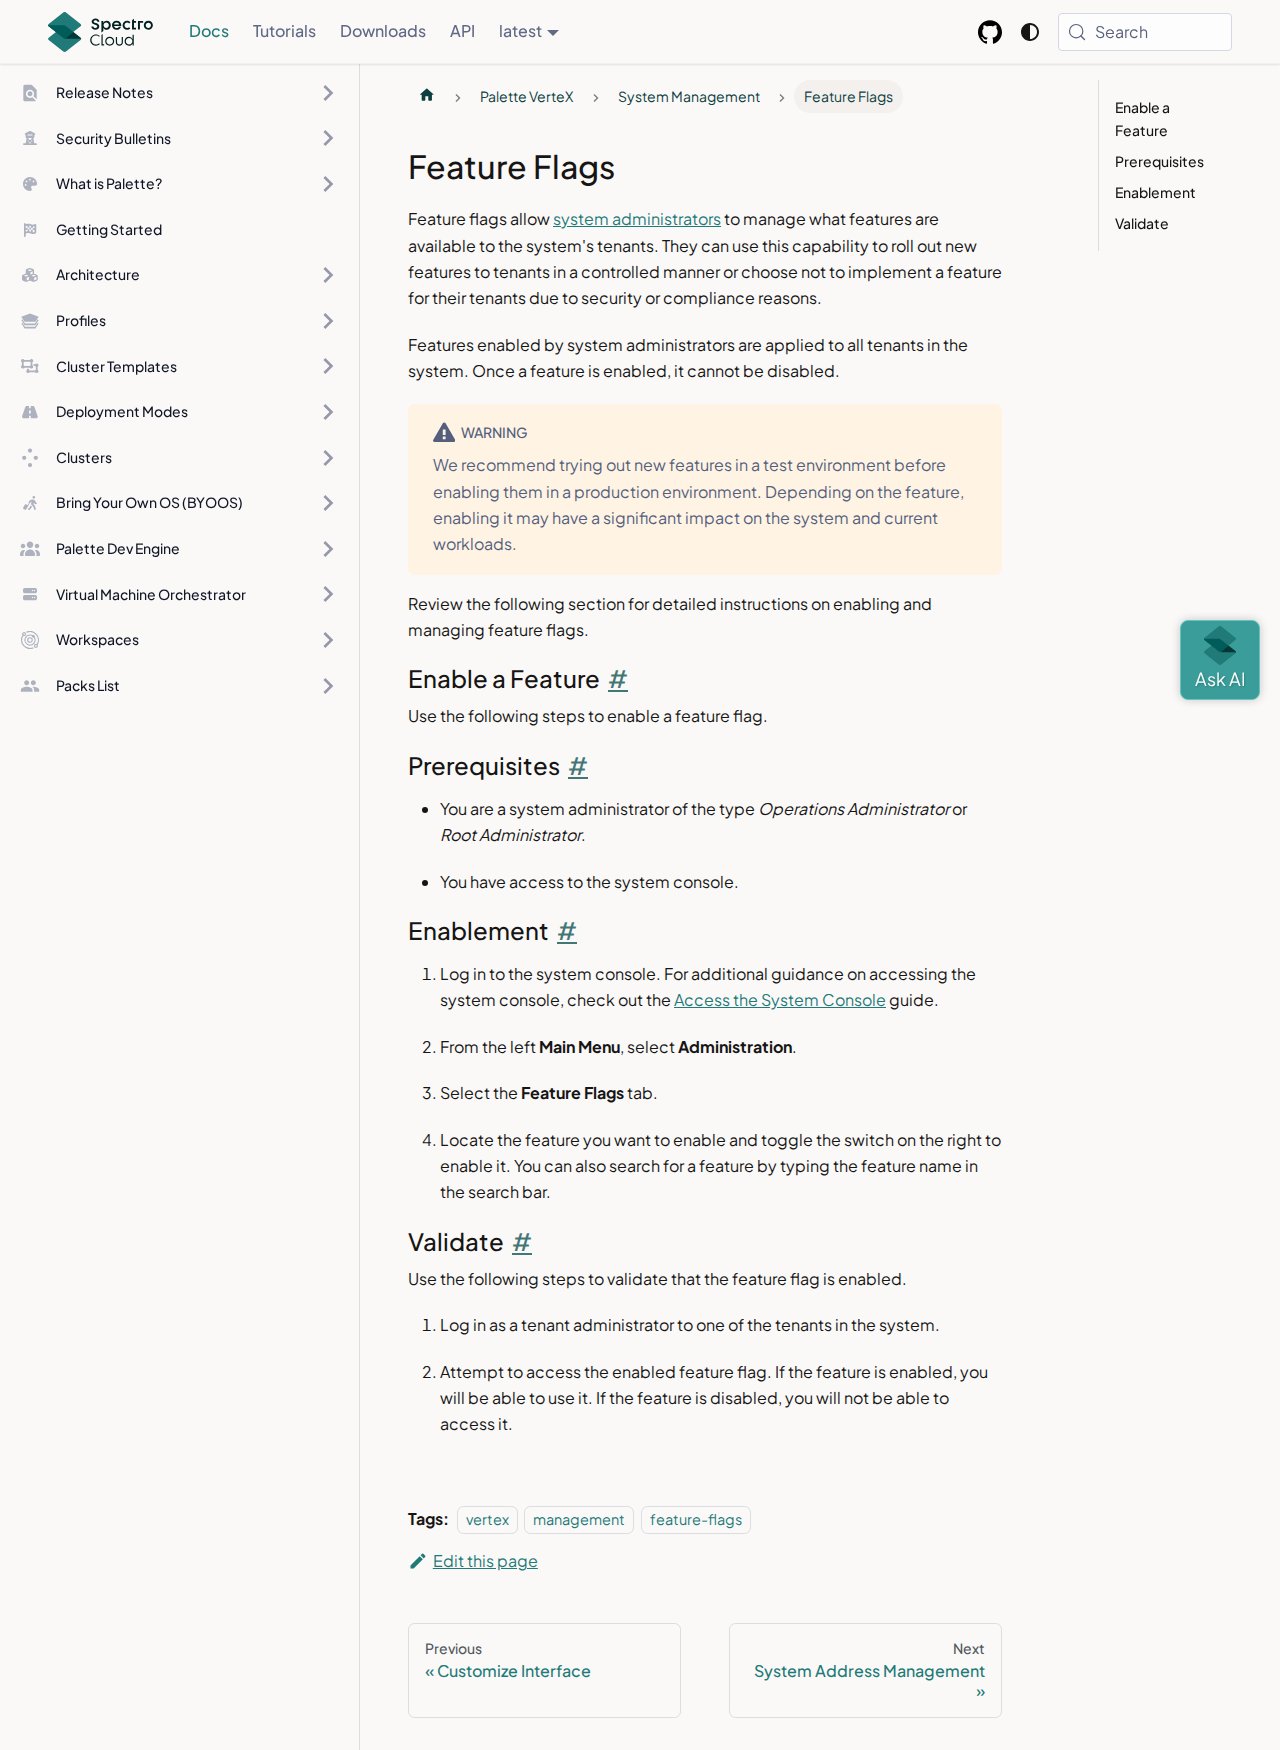 Spectro Cloud
Docs
Tutorials
Downloads
API
latest
Search
Release Notes
Security Bulletins
What is Palette?
Getting Started
Architecture
Profiles
Cluster Templates
Deployment Modes
Clusters
Bring Your Own OS (BYOOS)
Palette Dev Engine
Virtual Machine Orchestrator
Workspaces
Packs List
Palette VerteX
System Management
Feature Flags
Feature Flags
Feature flags allow system administrators to manage what features are
available to the system's tenants. They can use this capability to roll out new
features to tenants in a controlled manner or choose not to implement a feature
for their tenants due to security or compliance reasons.
Features enabled by system administrators are applied to all tenants in the
system. Once a feature is enabled, it cannot be disabled.
WARNING
We recommend trying out new features in a test environment before
enabling them in a production environment. Depending on the feature,
enabling it may have a significant impact on the system and current
workloads.
Review the following section for detailed instructions on enabling and
managing feature flags.
Enable a Feature #
Use the following steps to enable a feature flag.
Prerequisites #
• You are a system administrator of the type Operations Administrator or
Root Administrator.
• You have access to the system console.
Enablement #
1. Log in to the system console. For additional guidance on accessing the
system console, check out the Access the System Console guide.
2. From the left Main Menu, select Administration.
3. Select the Feature Flags tab.
4. Locate the feature you want to enable and toggle the switch on the right to
enable it. You can also search for a feature by typing the feature name in
the search bar.
Validate #
Use the following steps to validate that the feature flag is enabled.
1. Log in as a tenant administrator to one of the tenants in the system.
2. Attempt to access the enabled feature flag. If the feature is enabled, you
will be able to use it. If the feature is disabled, you will not be able to
access it.
Tags: vertex management feature-flags
Edit this page
Previous
« Customize Interface
Next
System Address Management
»
Enable a
Feature
Prerequisites
Enablement
Validate
Ask AI